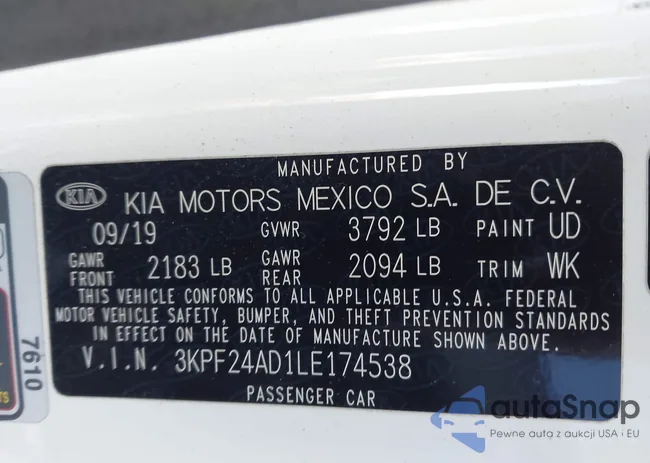 MANUFACTURED BY
KIA KIA MOTORS MEXICO S.A. DE C.V.
09/19 GVWR 3792 LB PAINT UD
GAWR FRONT 2183 LB GAWR REAR 2094 LB TRIM WK
THIS VEHICLE CONFORMS TO ALL APPLICABLE U.S.A. FEDERAL
MOTOR VEHICLE SAFETY, BUMPER, AND THEFT PREVENTION STANDARDS
IN EFFECT ON THE DATE OF MANUFACTURE SHOWN ABOVE.
V.I.N. 3KPF24AD1LE174538
PASSENGER CAR
7610
autaSnap
Pewne auta z aukcji USA i EU